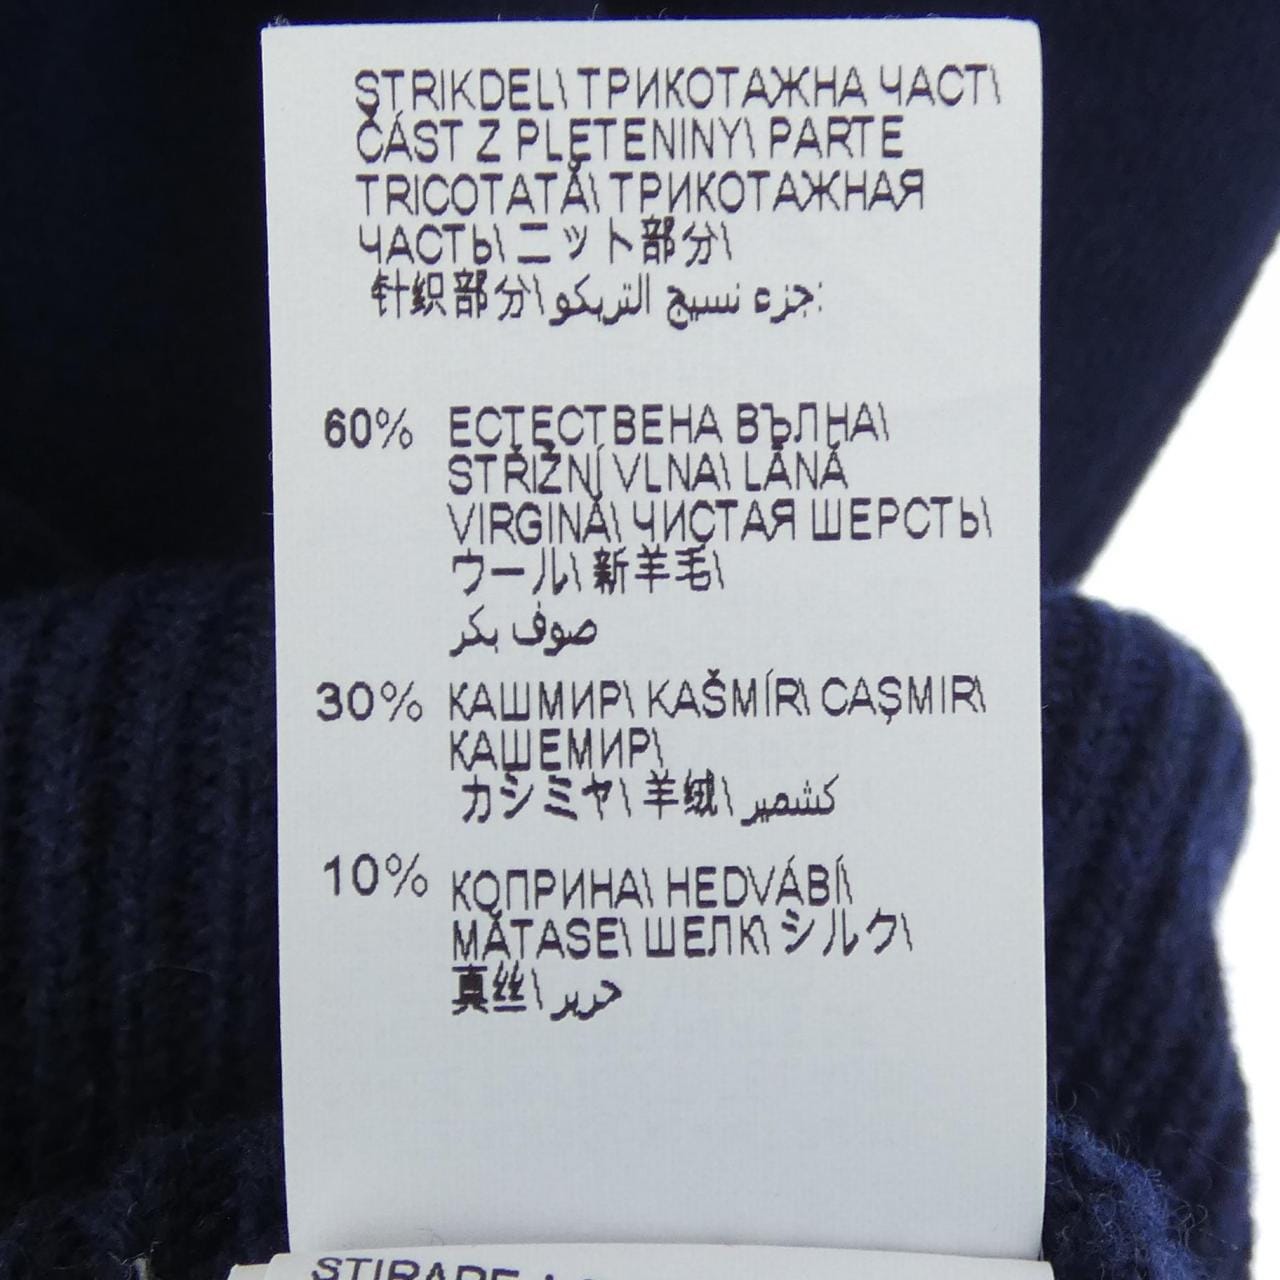 STRIKDEL\ ТРИКОТАЖНА ЧАСТ\
ČÁST Z PLETENINY\ PARTE
TRICOTATĂ\ ТРИКОТАЖНАЯ
ЧАСТЬ\ ニット部分\
针织部分\ جزء نسيج التريكو:
60% ЕСТЕСТВЕНА ВЪЛНА\
STŘIŽNÍ VLNA\ LÂNĂ
VIRGINĂ\ ЧИСТАЯ ШЕРСТЬ\
ウール\ 新羊毛\
صوف بكر
30% КАШМИР\ KAŠMÍR\ CAŞMIR\
КАШЕМИР\
カシミヤ\ 羊绒\ كشمير
10% КОПРИНА\ HEDVÁBÍ\
MĂTASE\ ШЕЛК\ シルク\
真丝\ حرير